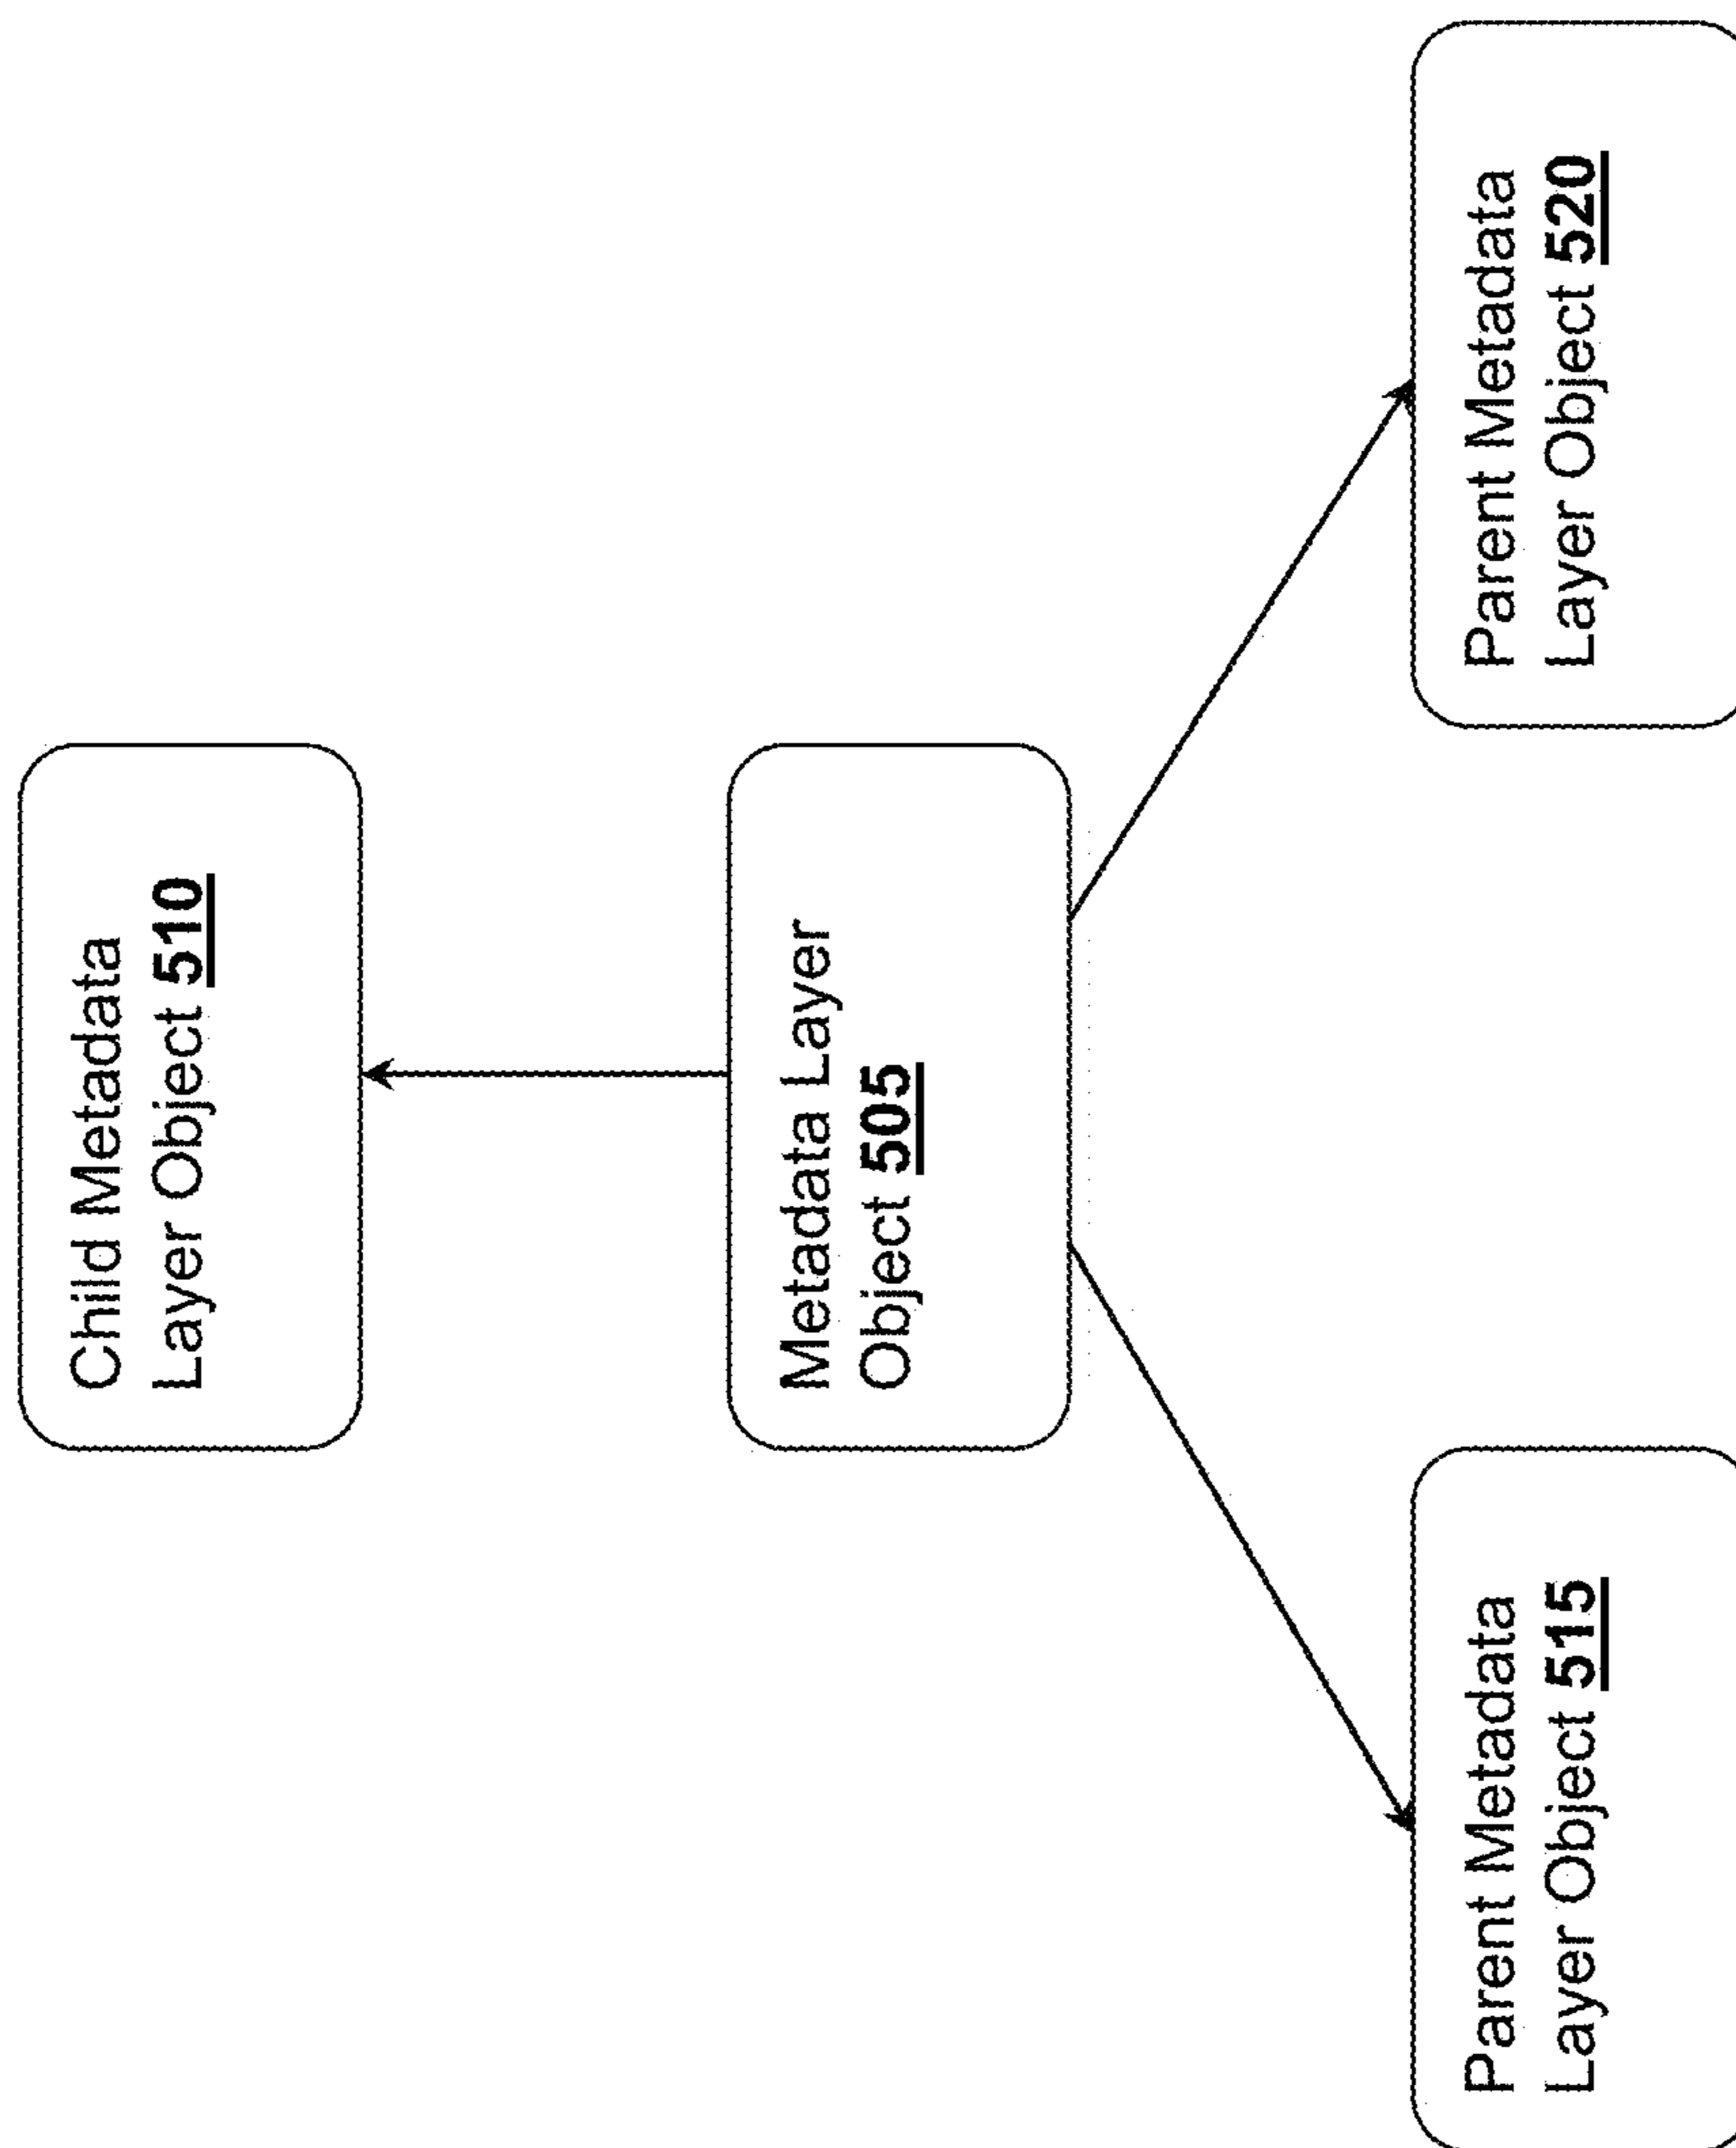 Child Metadata
Layer Object 510
Metadata Layer
Object 505
Parent Metadata
Layer Object 515
Parent Metadata
Layer Object 520